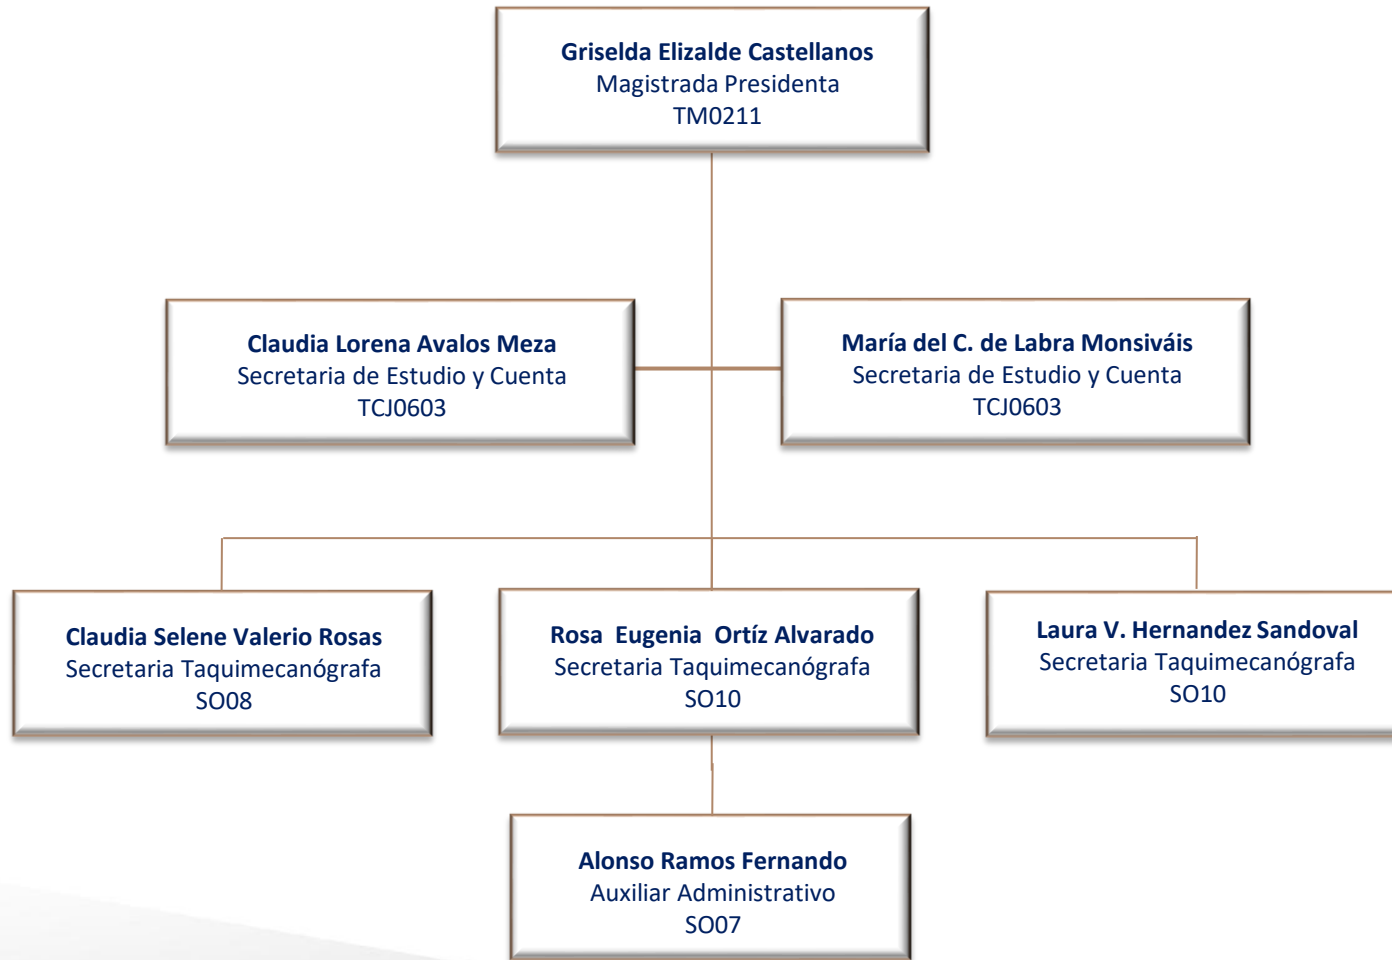 Griselda Elizalde Castellanos
Magistrada Presidenta
TM0211
Claudia Lorena Avalos Meza
Secretaria de Estudio y Cuenta
TCJ0603
María del C. de Labra Monsiváis
Secretaria de Estudio y Cuenta
TCJ0603
Claudia Selene Valerio Rosas
Secretaria Taquimecanógrafa
SO08
Rosa Eugenia Ortíz Alvarado
Secretaria Taquimecanógrafa
SO10
Laura V. Hernandez Sandoval
Secretaria Taquimecanógrafa
SO10
Alonso Ramos Fernando
Auxiliar Administrativo
SO07